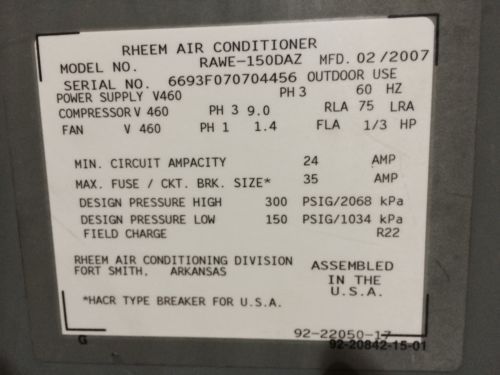 RHEEM AIR CONDITIONER
MODEL NO. RAWE-150DAZ MFD. 02/2007
SERIAL NO. 6693F070704456 OUTDOOR USE
POWER SUPPLY V460 PH 3 60 HZ
COMPRESSOR V 460 PH 3 9.0 RLA 75 LRA
FAN V 460 PH 1 1.4 FLA 1/3 HP
MIN. CIRCUIT AMPACITY 24 AMP
MAX. FUSE / CKT. BRK. SIZE* 35 AMP
DESIGN PRESSURE HIGH 300 PSIG/2068 kPa
DESIGN PRESSURE LOW 150 PSIG/1034 kPa
FIELD CHARGE R22
RHEEM AIR CONDITIONING DIVISION
FORT SMITH, ARKANSAS
ASSEMBLED
IN THE
U.S.A.
*HACR TYPE BREAKER FOR U.S.A.
92-22050-17
G 92-20842-15-01